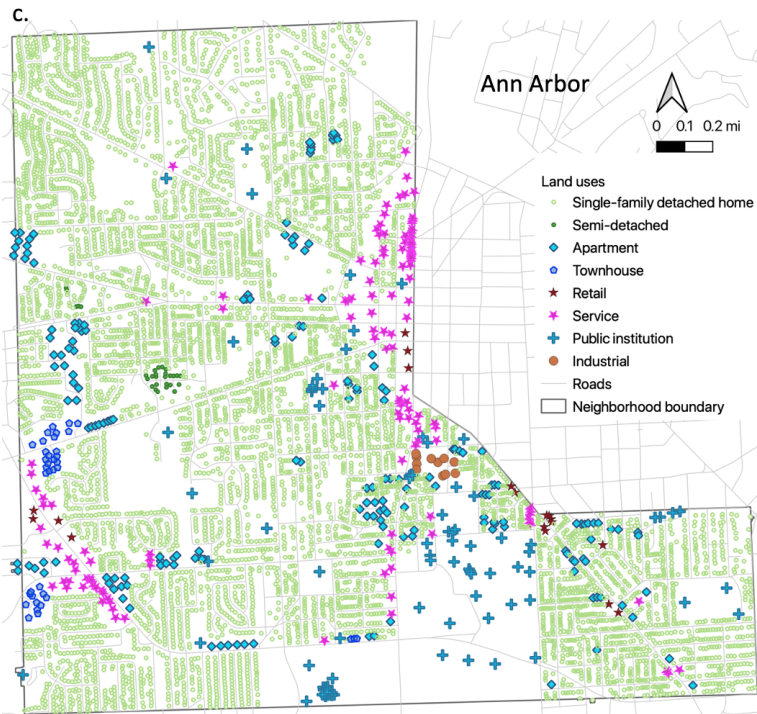 C.
Ann Arbor
0 0.1 0.2 mi
Land uses
Single-family detached home
Semi-detached
Apartment
Townhouse
Retail
Service
Public institution
Industrial
Roads
Neighborhood boundary